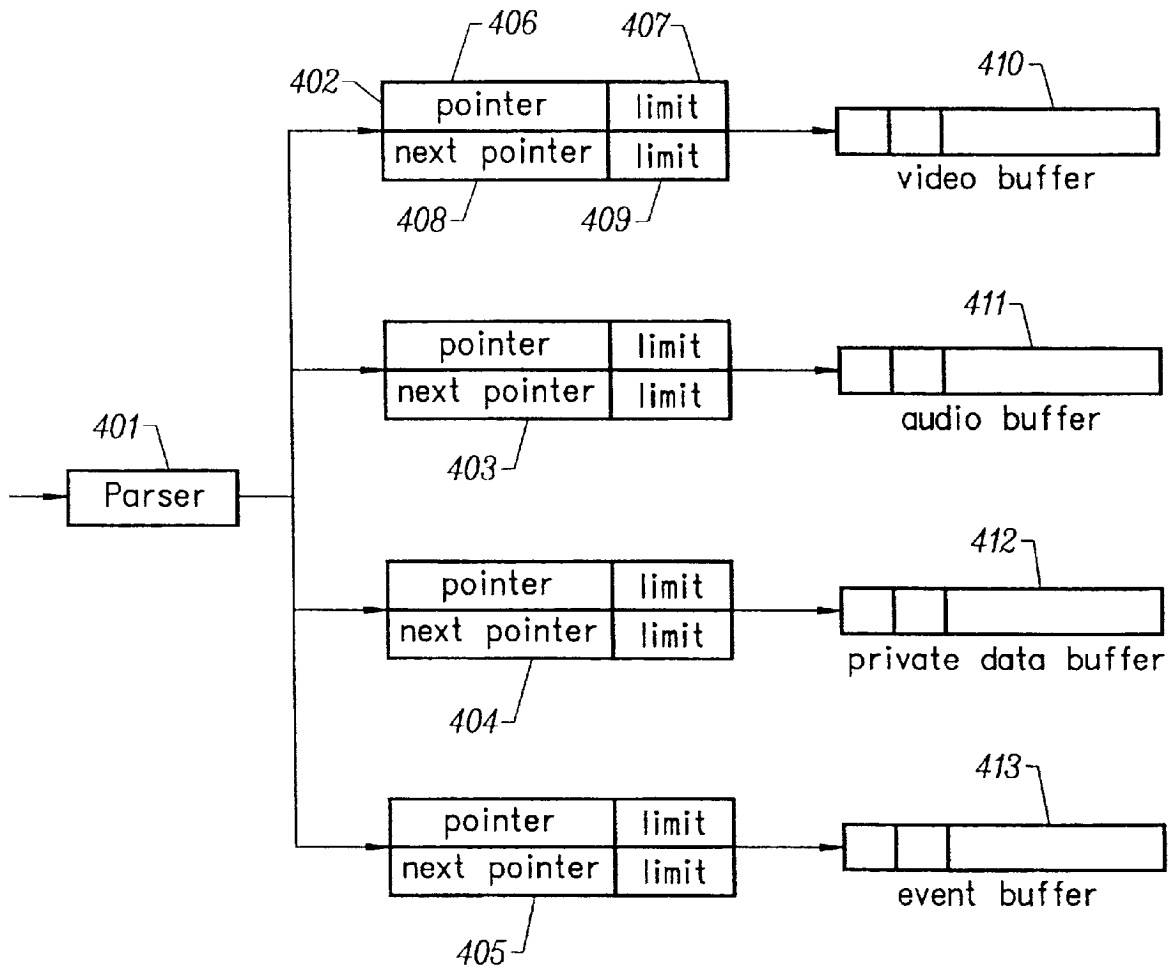 406
407
402
410
pointer limit
next pointer limit
video buffer
408
409
411
pointer limit
next pointer limit
audio buffer
401
403
Parser
412
pointer limit
next pointer limit
private data buffer
404
413
pointer limit
next pointer limit
event buffer
405